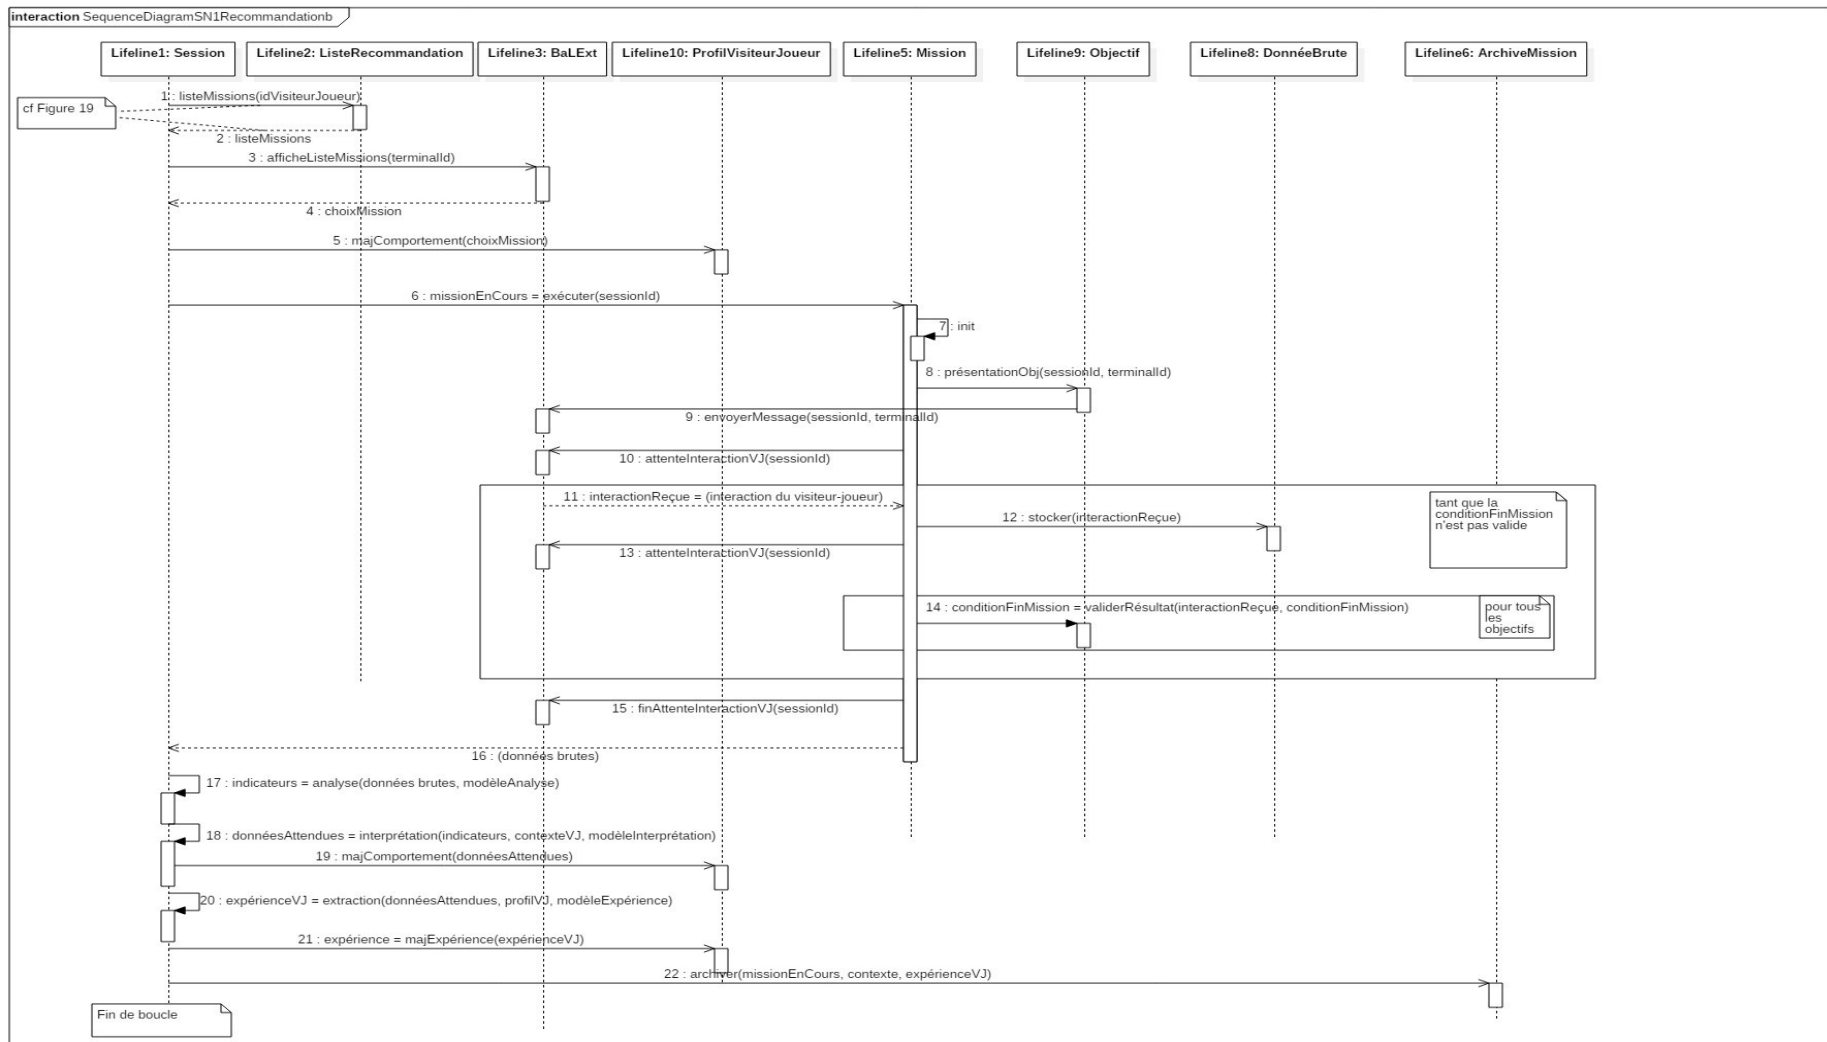 interaction SequenceDiagramSN1Recommandationb
Lifeline1: Session
Lifeline2: ListeRecommandation
Lifeline3: BaLExt
Lifeline10: ProfilVisiteurJoueur
Lifeline5: Mission
Lifeline9: Objectif
Lifeline8: DonnéeBrute
Lifeline6: ArchiveMission
cf Figure 19
1 : listeMissions(idVisiteurJoueur)
2 : listeMissions
3 : afficheListeMissions(terminalId)
4 : choixMission
5 : majComportement(choixMission)
6 : missionEnCours = exécuter(sessionId)
7 : init
8 : présentationObj(sessionId, terminalId)
9 : envoyerMessage(sessionId, terminalId)
10 : attenteInteractionVJ(sessionId)
11 : interactionReçue = (interaction du visiteur-joueur)
tant que la
conditionFinMission
n'est pas valide
12 : stocker(interactionReçue)
13 : attenteInteractionVJ(sessionId)
14 : conditionFinMission = validerRésultat(interactionReçue, conditionFinMission)
pour tous
les
objectifs
15 : finAttenteInteractionVJ(sessionId)
16 : (données brutes)
17 : indicateurs = analyse(données brutes, modèleAnalyse)
18 : donnéesAttendues = interprétation(indicateurs, contexteVJ, modèleInterprétation)
19 : majComportement(donnéesAttendues)
20 : expérienceVJ = extraction(donnéesAttendues, profilVJ, modèleExpérience)
21 : expérience = majExpérience(expérienceVJ)
22 : archiver(missionEnCours, contexte, expérienceVJ)
Fin de boucle